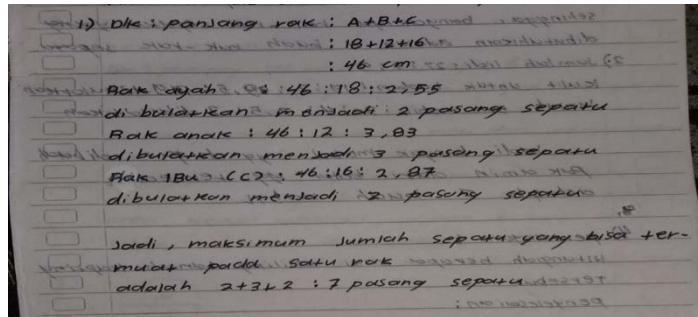 1) Dik : panjang rak : A+B+C
: 18+12+16
: 46 cm
Rak ayah : 46 : 18 : 2,55
di bulatkan menjadi 2 pasang sepatu
Rak anak : 46 : 12 : 3,83
dibulatkan menjadi 3 pasang sepatu
Rak IBu (C) : 46 : 16 : 2,87
dibulatkan menjadi 2 pasang sepatu
Jadi, maksimum Jumlah sepatu yang bisa ter-
muat pada satu rak
adalah 2+3+2 : 7 pasang sepatu